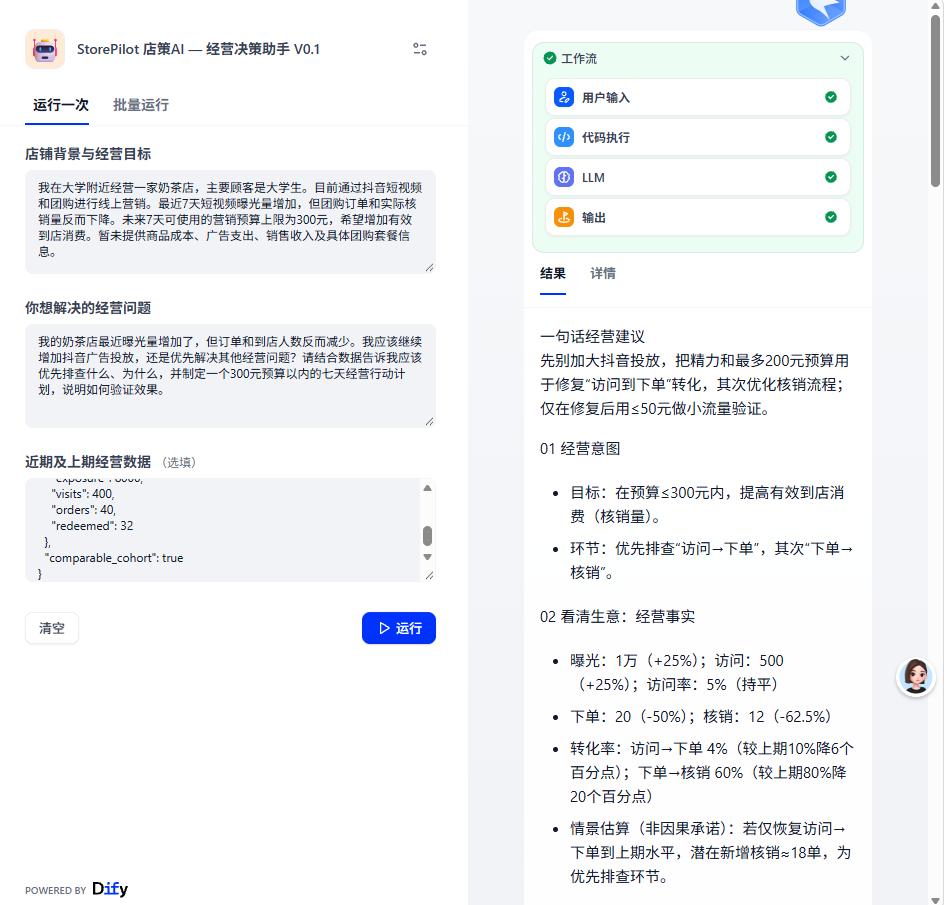 StorePilot 店策AI — 经营决策助手 V0.1
运行一次
批量运行
店铺背景与经营目标
我在大学附近经营一家奶茶店，主要顾客是大学生。目前通过抖音短视频
和团购进行线上营销。最近7天短视频曝光量增加，但团购订单和实际核
销量反而下降。未来7天可使用的营销预算上限为300元，希望增加有效
到店消费。暂未提供商品成本、广告支出、销售收入及具体团购套餐信
息。
你想解决的经营问题
我的奶茶店最近曝光量增加了，但订单和到店人数反而减少。我应该继续
增加抖音广告投放，还是优先解决其他经营问题？请结合数据告诉我应该
优先排查什么、为什么，并制定一个300元预算以内的七天经营行动计
划，说明如何验证效果。
近期及上期经营数据 （选填）
"exposure": 8000,
"visits": 400,
"orders": 40,
"redeemed": 32
},
"comparable_cohort": true
}
清空
运行
POWERED BY Dify
工作流
用户输入
代码执行
LLM
输出
结果
详情
一句话经营建议
先别加大抖音投放，把精力和最多200元预算用
于修复“访问到下单”转化，其次优化核销流程；
仅在修复后用≤50元做小流量验证。
01 经营意图
目标：在预算≤300元内，提高有效到店消
费（核销量）。
环节：优先排查“访问→下单”，其次“下单→
核销”。
02 看清生意：经营事实
曝光：1万（+25%）；访问：500
（+25%）；访问率：5%（持平）
下单：20（-50%）；核销：12（-62.5%）
转化率：访问→下单 4%（较上期10%降6个
百分点）；下单→核销 60%（较上期80%降
20个百分点）
情景估算（非因果承诺）：若仅恢复访问→
下单到上期水平，潜在新增核销≈18单，为
优先排查环节。